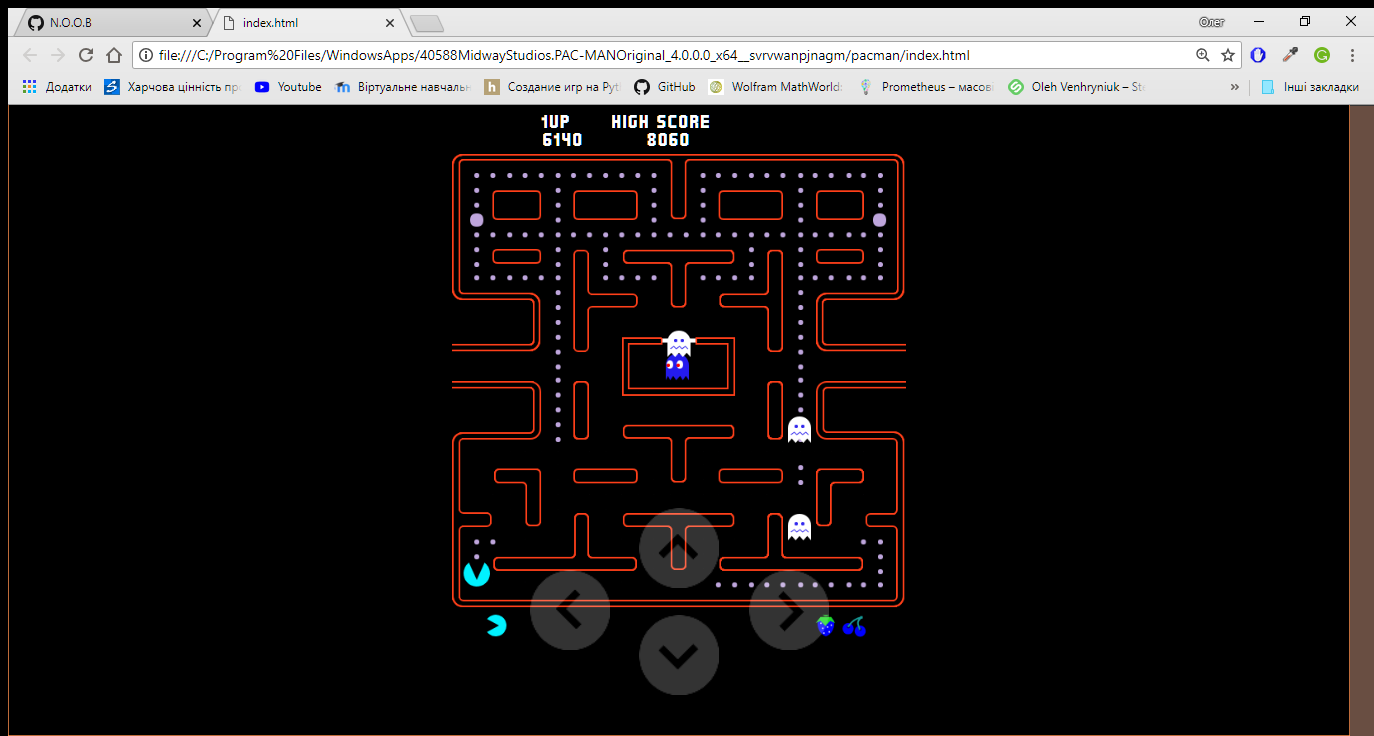 N.O.O.B
index.html
Олег
file:///C:/Program%20Files/WindowsApps/40588MidwayStudios.PAC-MANOriginal_4.0.0.0_x64__svrvwanpjnagm/pacman/index.html
Додатки
Харчова цінність пр
Youtube
Віртуальне навчаль
Создание игр на Pyt
GitHub
Wolfram MathWorld:
Prometheus – масові
Oleh Venhryniuk – St
Інші закладки
1UP HIGH SCORE
6140 8060